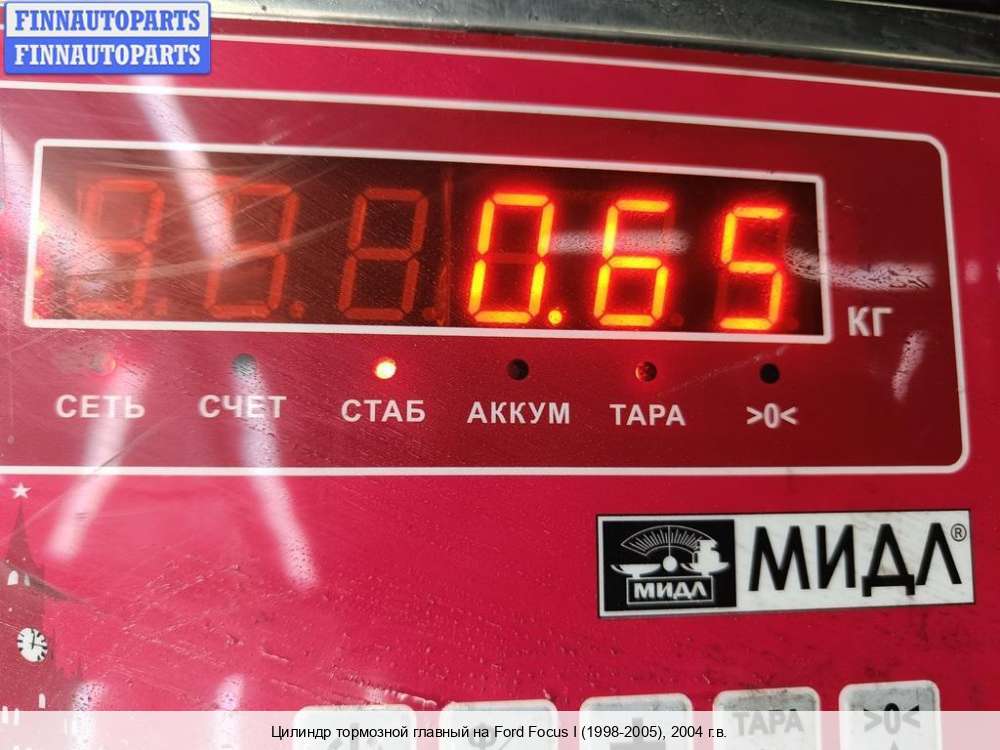 FINNAUTOPARTS
FINNAUTOPARTS
0.65
КГ
СЕТЬ СЧЕТ СТАБ АККУМ ТАРА >0<
МИДЛ МИДЛ®
ТАРА >0<
Цилиндр тормозной главный на Ford Focus I (1998-2005), 2004 г.в.